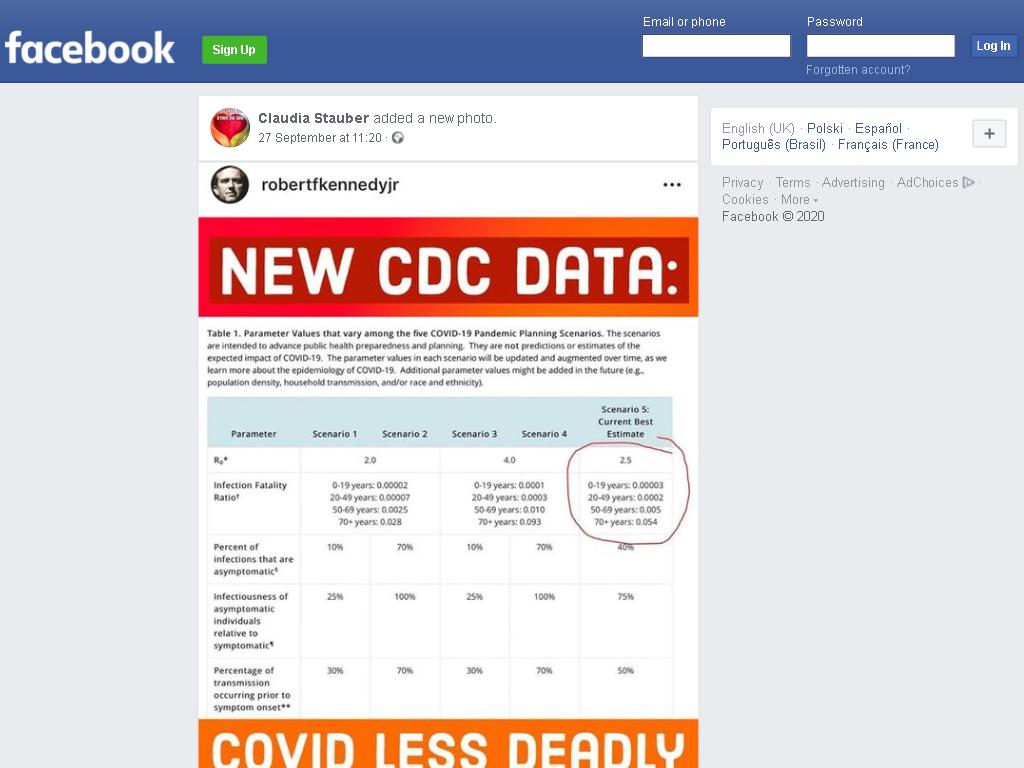 facebook
Sign Up
Email or phone
Password
Log In
Forgotten account?
Claudia Stauber added a new photo.
27 September at 11:20 ·
robertfkennedyjr
NEW CDC DATA:
Table 1. Parameter Values that vary among the five COVID-19 Pandemic Planning Scenarios. The scenarios
are intended to advance public health preparedness and planning. They are not predictions or estimates of the
expected impact of COVID-19. The parameter values in each scenario will be updated and augmented over time, as we
learn more about the epidemiology of COVID-19. Additional parameter values might be added in the future (e.g.,
population density, household transmission, and/or race and ethnicity).
Parameter Scenario 1 Scenario 2 Scenario 3 Scenario 4 Scenario 5: Current Best Estimate
R₀* 2.0 4.0 2.5
Infection Fatality Ratio†
0-19 years: 0.00002
20-49 years: 0.00007
50-69 years: 0.0025
70+ years: 0.028
0-19 years: 0.0001
20-49 years: 0.0003
50-69 years: 0.010
70+ years: 0.093
0-19 years: 0.00003
20-49 years: 0.0002
50-69 years: 0.005
70+ years: 0.054
Percent of infections that are asymptomatic§ 10% 70% 10% 70% 40%
Infectiousness of asymptomatic individuals relative to symptomatic¶ 25% 100% 25% 100% 75%
Percentage of transmission occurring prior to symptom onset** 30% 70% 30% 70% 50%
COVID LESS DEADLY
English (UK) · Polski · Español ·
Português (Brasil) · Français (France)
Privacy · Terms · Advertising · AdChoices ·
Cookies · More
Facebook © 2020